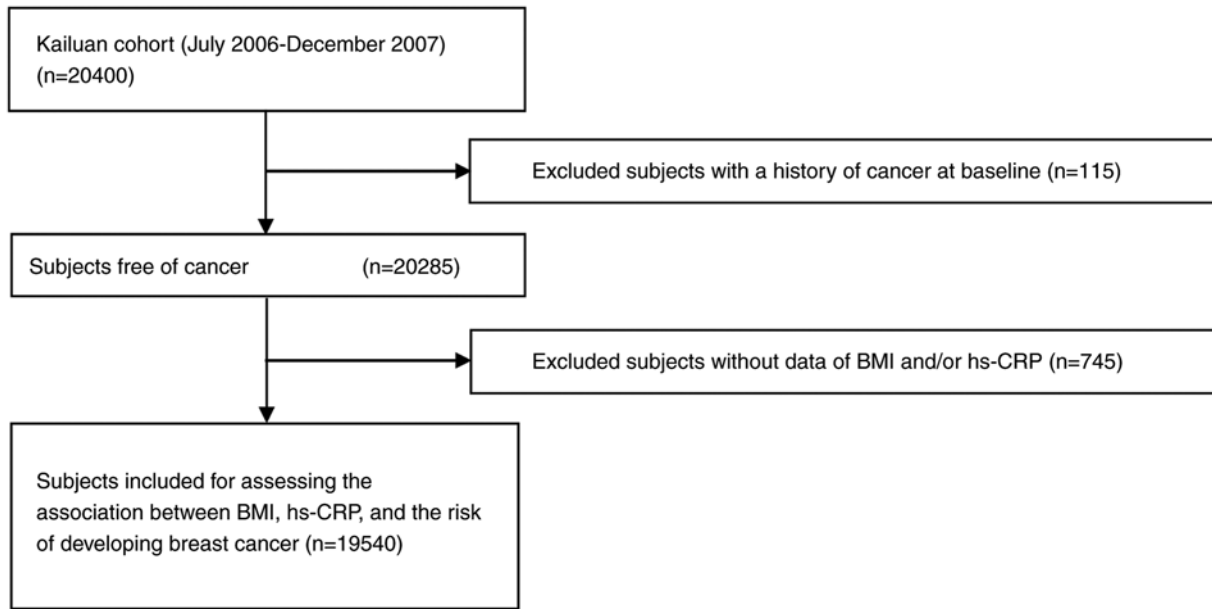 Kailuan cohort (July 2006-December 2007)
(n=20400)
Excluded subjects with a history of cancer at baseline (n=115)
Subjects free of cancer (n=20285)
Excluded subjects without data of BMI and/or hs-CRP (n=745)
Subjects included for assessing the
association between BMI, hs-CRP, and the risk
of developing breast cancer (n=19540)